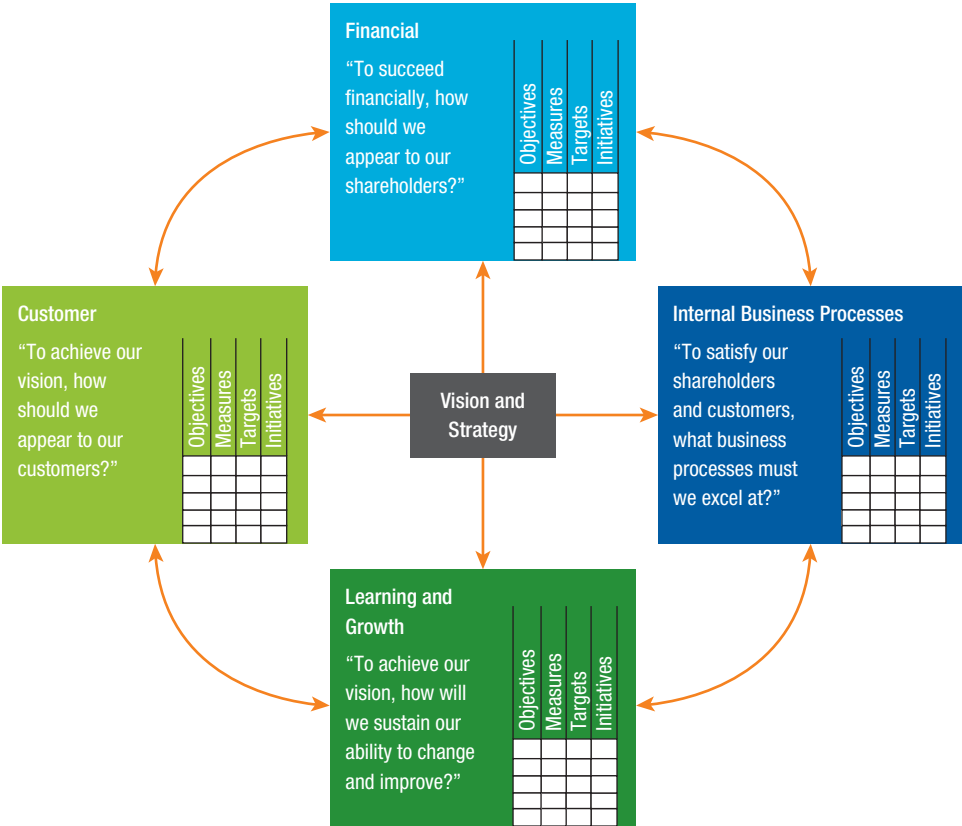 Financial
“To succeed
financially, how
should we
appear to our
shareholders?”
Objectives
Measures
Targets
Initiatives
Customer
“To achieve our
vision, how
should we
appear to our
customers?”
Objectives
Measures
Targets
Initiatives
Vision and
Strategy
Internal Business Processes
“To satisfy our
shareholders
and customers,
what business
processes must
we excel at?”
Objectives
Measures
Targets
Initiatives
Learning and
Growth
“To achieve our
vision, how will
we sustain our
ability to change
and improve?”
Objectives
Measures
Targets
Initiatives